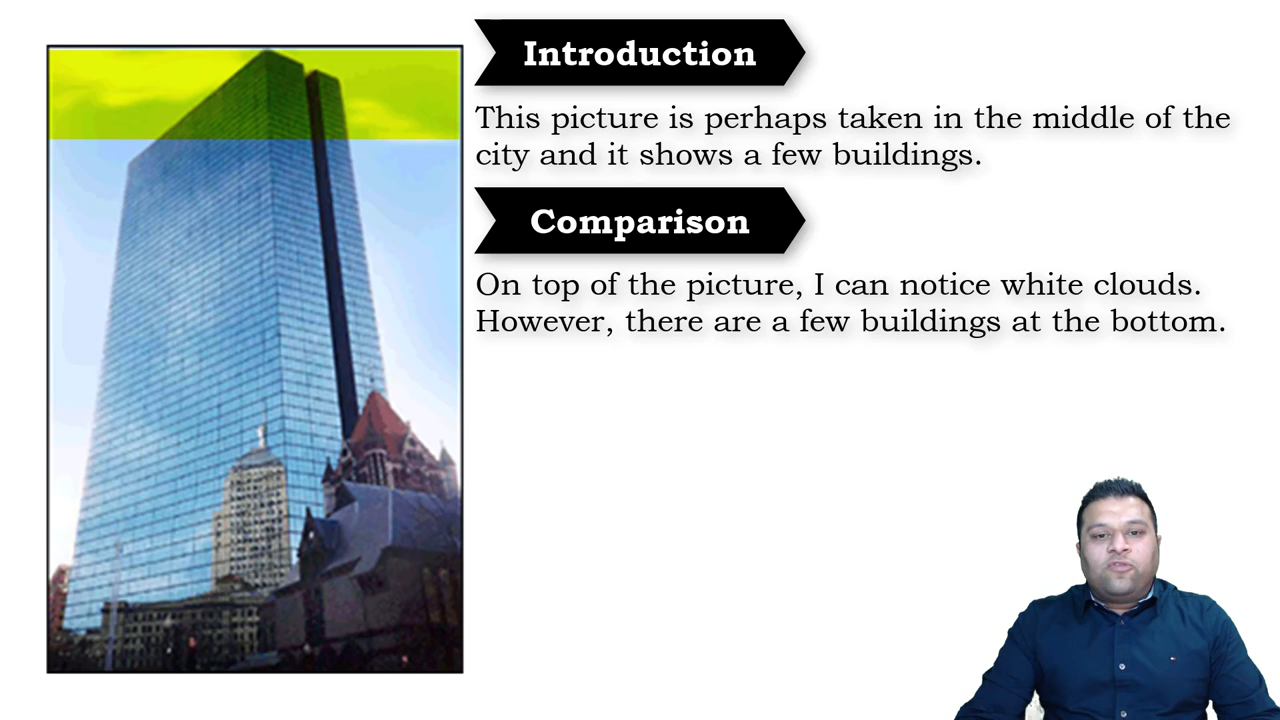 Introduction
This picture is perhaps taken in the middle of the
city and it shows a few buildings.
Comparison
On top of the picture, I can notice white clouds.
However, there are a few buildings at the bottom.